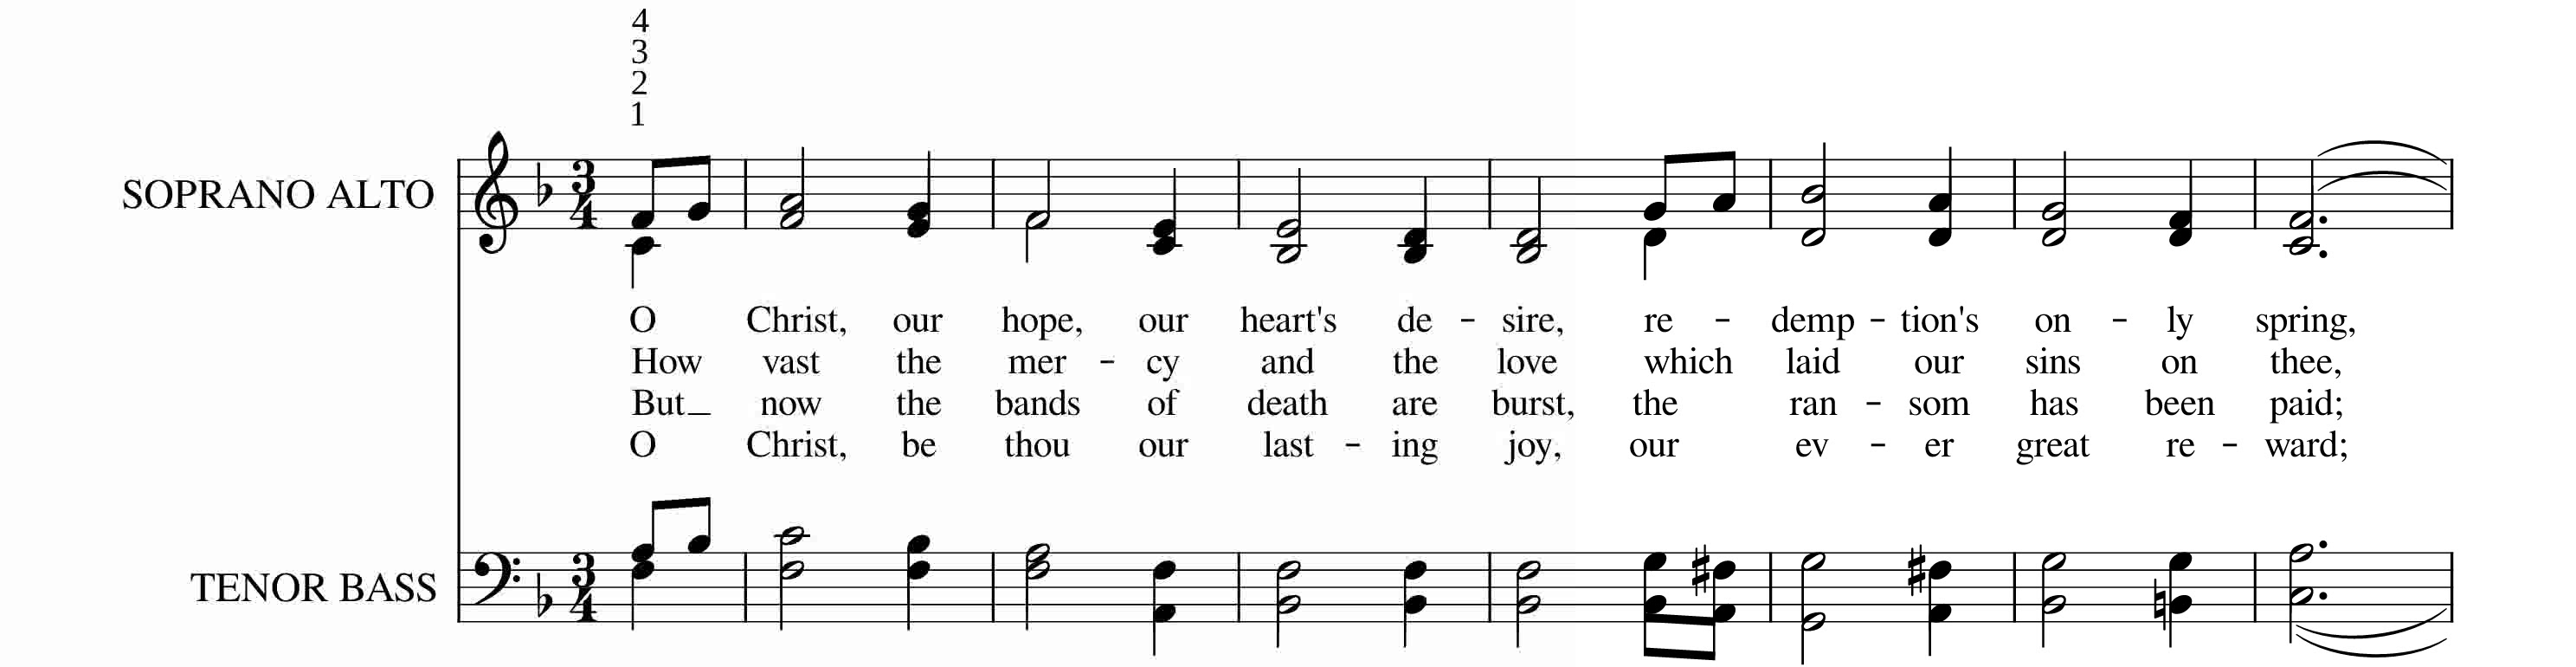 4
3
2
1
SOPRANO ALTO
3
4
O Christ, our hope, our heart's de - sire, re - demp - tion's on - ly spring,
How vast the mer - cy and the love which laid our sins on thee,
But_ now the bands of death are burst, the ran - som has been paid;
O Christ, be thou our last - ing joy, our ev - er great re - ward;
TENOR BASS
3
4